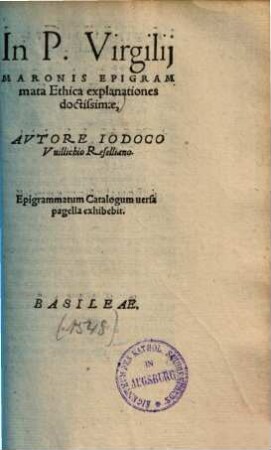 In P. Virgilij
MARONIS EPIGRAM
mata Ethica explanationes
doctissimæ,
AVTORE IODOCO
Vuillichio Reselliano.
Epigrammatum Catalogum uersa
pagella exhibebit.
BASILEAE.
(1548)
IN
AUGSBURG